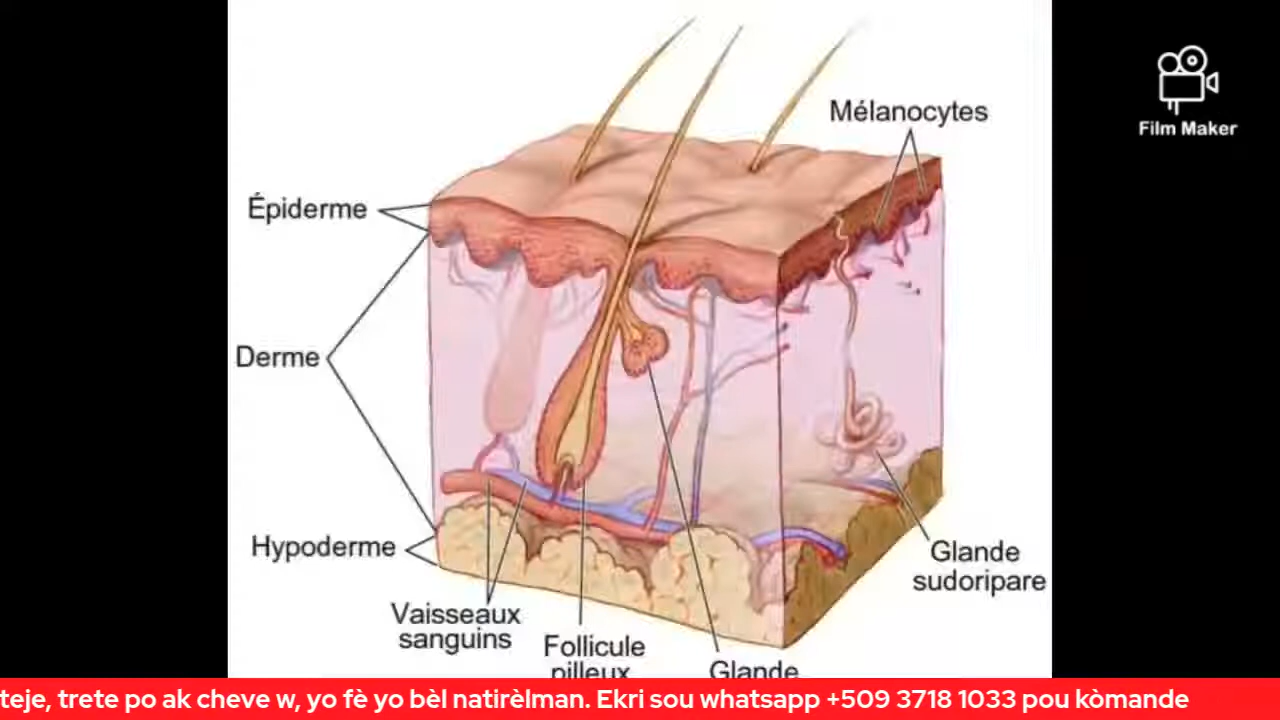 Film Maker
Mélanocytes
Épiderme
Derme
Hypoderme
Glande
sudoripare
Vaisseaux
sanguins
Follicule
pilleux
Glande
teje, trete po ak cheve w, yo fè yo bèl natirèlman. Ekri sou whatsapp +509 3718 1033 pou kòmande